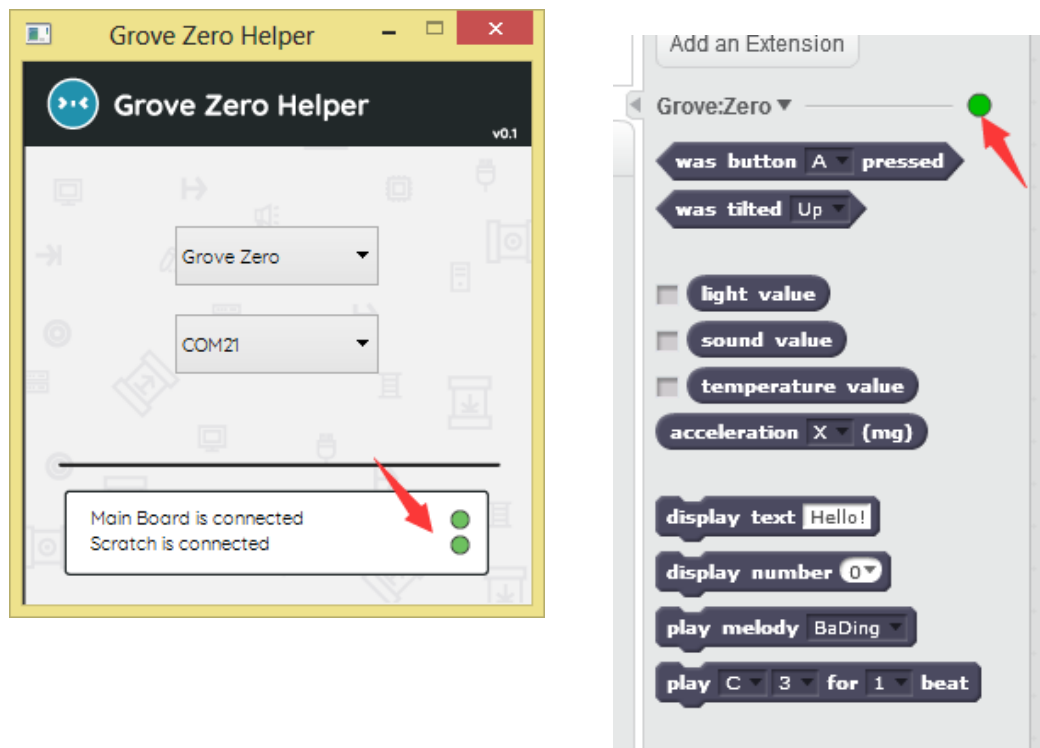 Grove Zero Helper
Grove Zero Helper
v0.1
Grove Zero
COM21
Main Board is connected
Scratch is connected
Add an Extension
Grove:Zero
was button A pressed
was tilted Up
light value
sound value
temperature value
acceleration X (mg)
display text Hello!
display number 0
play melody BaDing
play C 3 for 1 beat